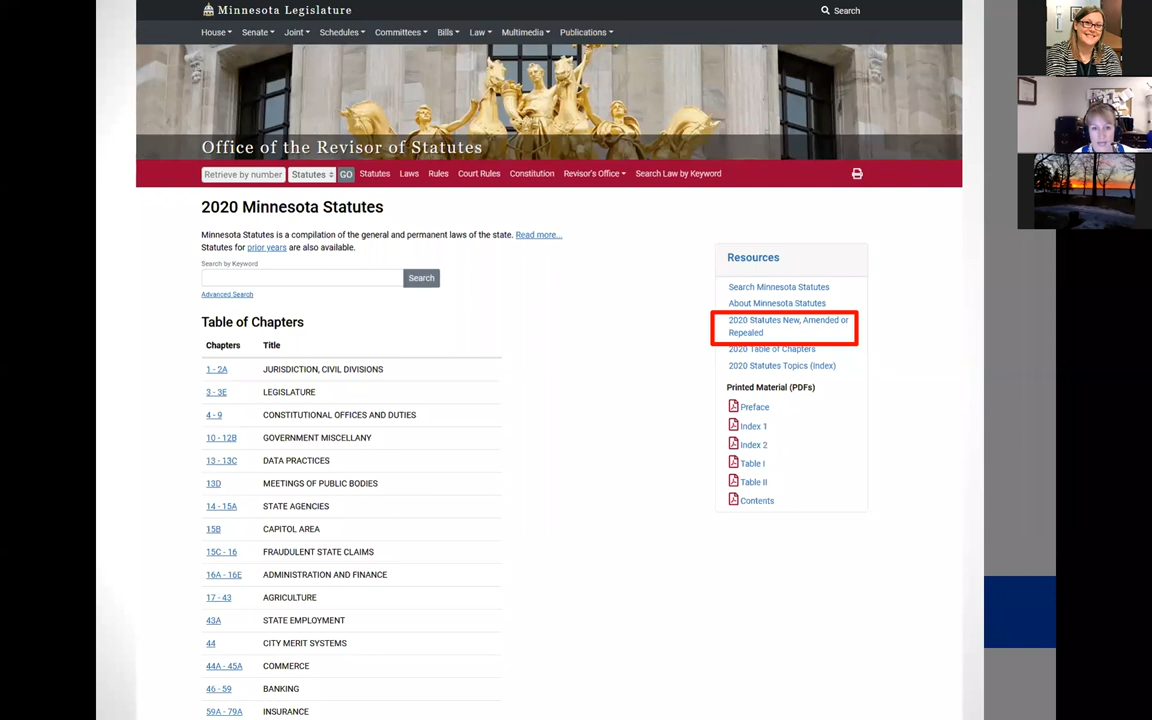 Minnesota Legislature
Search
House Senate Joint Schedules Committees Bills Law Multimedia Publications
Office of the Revisor of Statutes
Retrieve by number Statutes GO Statutes Laws Rules Court Rules Constitution Revisor's Office Search Law by Keyword
2020 Minnesota Statutes
Minnesota Statutes is a compilation of the general and permanent laws of the state. Read more...
Statutes for prior years are also available.
Search by Keyword
Search
Advanced Search
Table of Chapters
Chapters Title
1 - 2A JURISDICTION, CIVIL DIVISIONS
3 - 3E LEGISLATURE
4 - 9 CONSTITUTIONAL OFFICES AND DUTIES
10 - 12B GOVERNMENT MISCELLANY
13 - 13C DATA PRACTICES
13D MEETINGS OF PUBLIC BODIES
14 - 15A STATE AGENCIES
15B CAPITOL AREA
15C - 16 FRAUDULENT STATE CLAIMS
16A - 16E ADMINISTRATION AND FINANCE
17 - 43 AGRICULTURE
43A STATE EMPLOYMENT
44 CITY MERIT SYSTEMS
44A - 45A COMMERCE
46 - 59 BANKING
59A - 79A INSURANCE
Resources
Search Minnesota Statutes
About Minnesota Statutes
2020 Statutes New, Amended or
Repealed
2020 Table of Chapters
2020 Statutes Topics (Index)
Printed Material (PDFs)
Preface
Index 1
Index 2
Table I
Table II
Contents